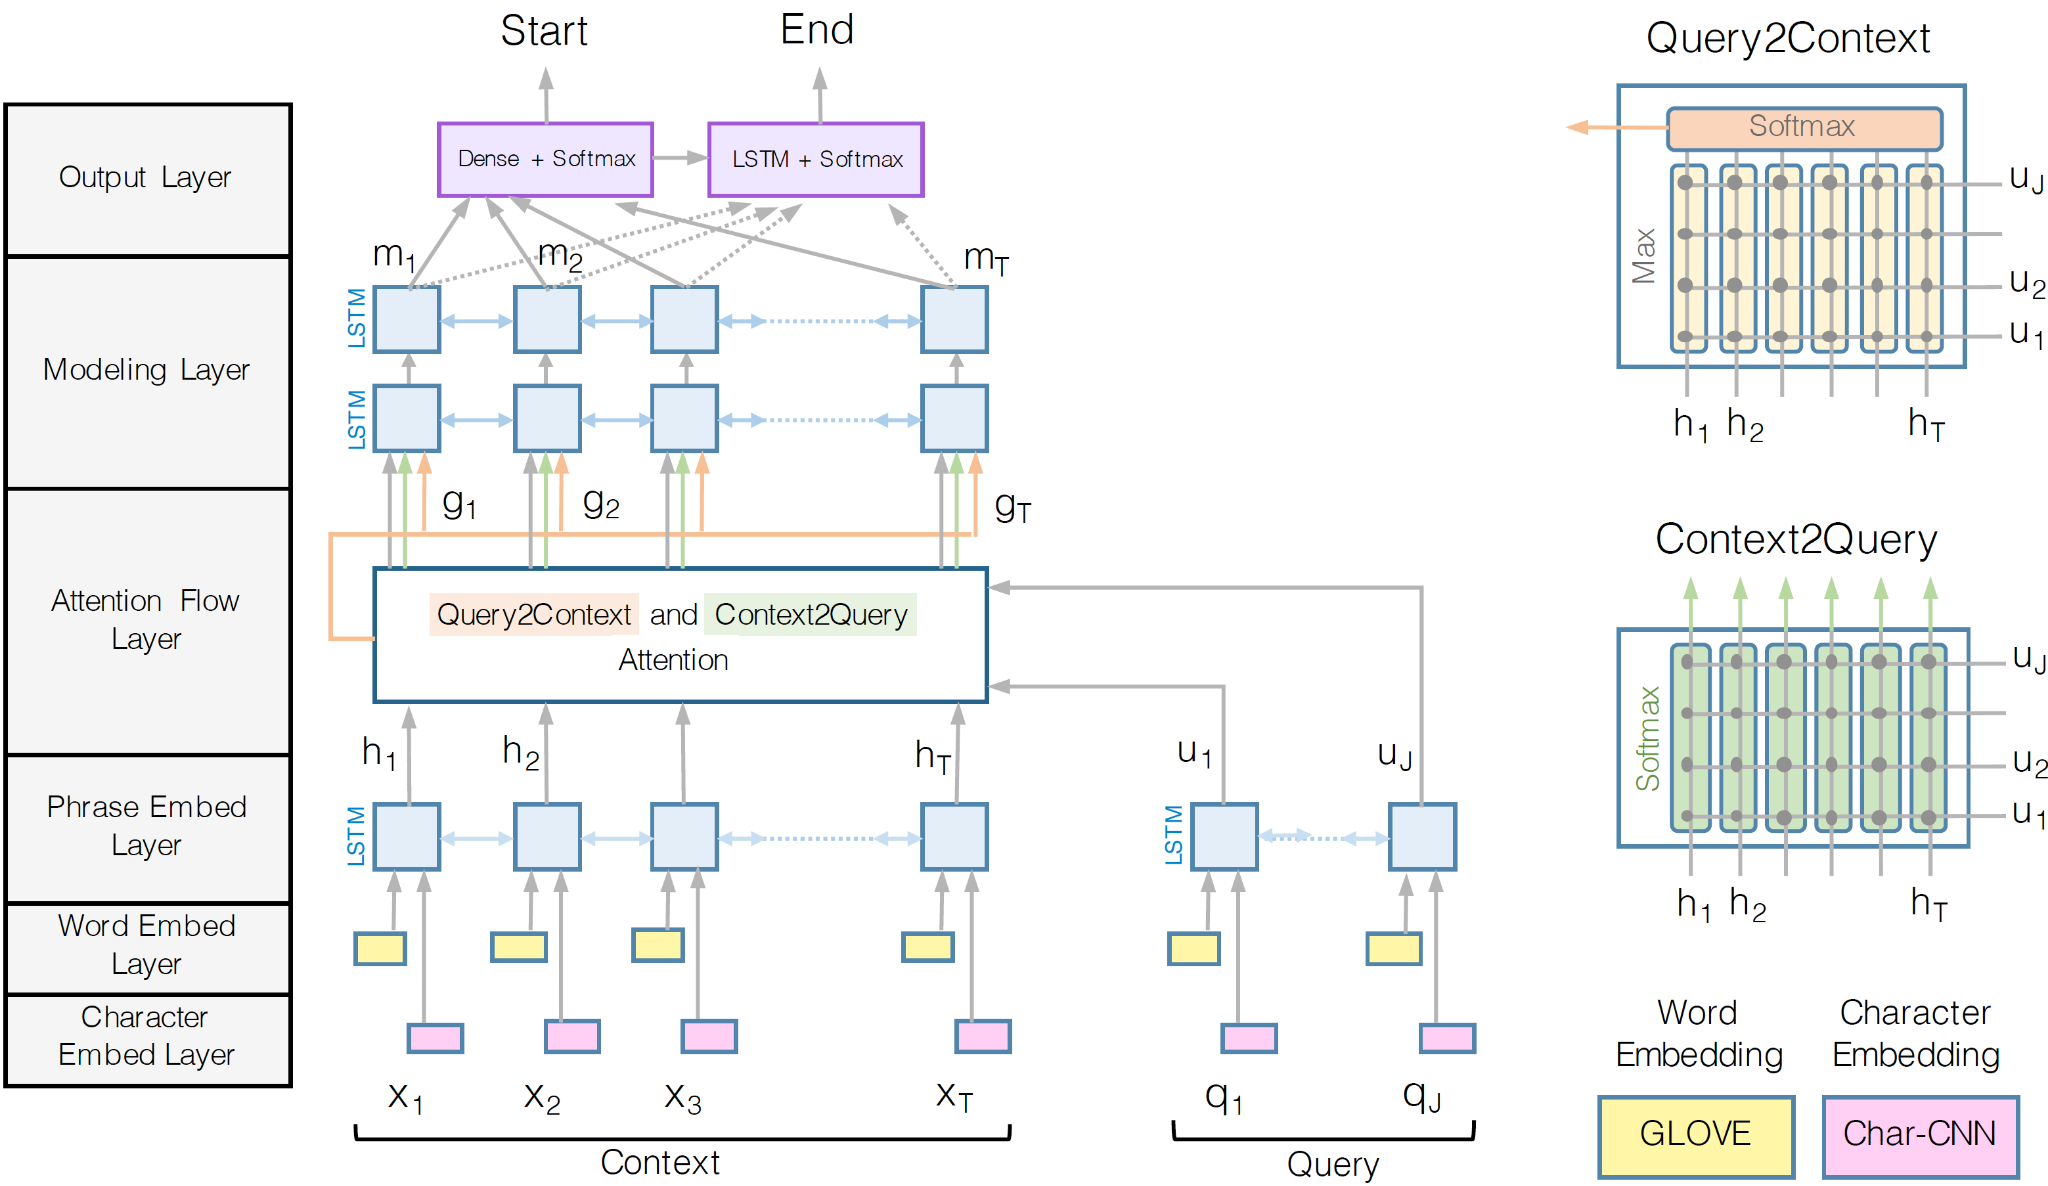 Start
End
Query2Context
Output Layer
Dense + Softmax
LSTM + Softmax
Softmax
Max
uJ
u2
u1
h1 h2 hT
m1 m2 mT
Modeling Layer
LSTM
LSTM
g1 g2 gT
Context2Query
Attention Flow
Layer
Query2Context and Context2Query
Attention
Softmax
uJ
u2
u1
h1 h2 hT
h1 h2 hT
u1 uJ
Phrase Embed
Layer
LSTM
LSTM
Word Embed
Layer
Character
Embed Layer
x1 x2 x3 xT
q1 qJ
Context
Query
Word
Embedding
Character
Embedding
GLOVE
Char-CNN